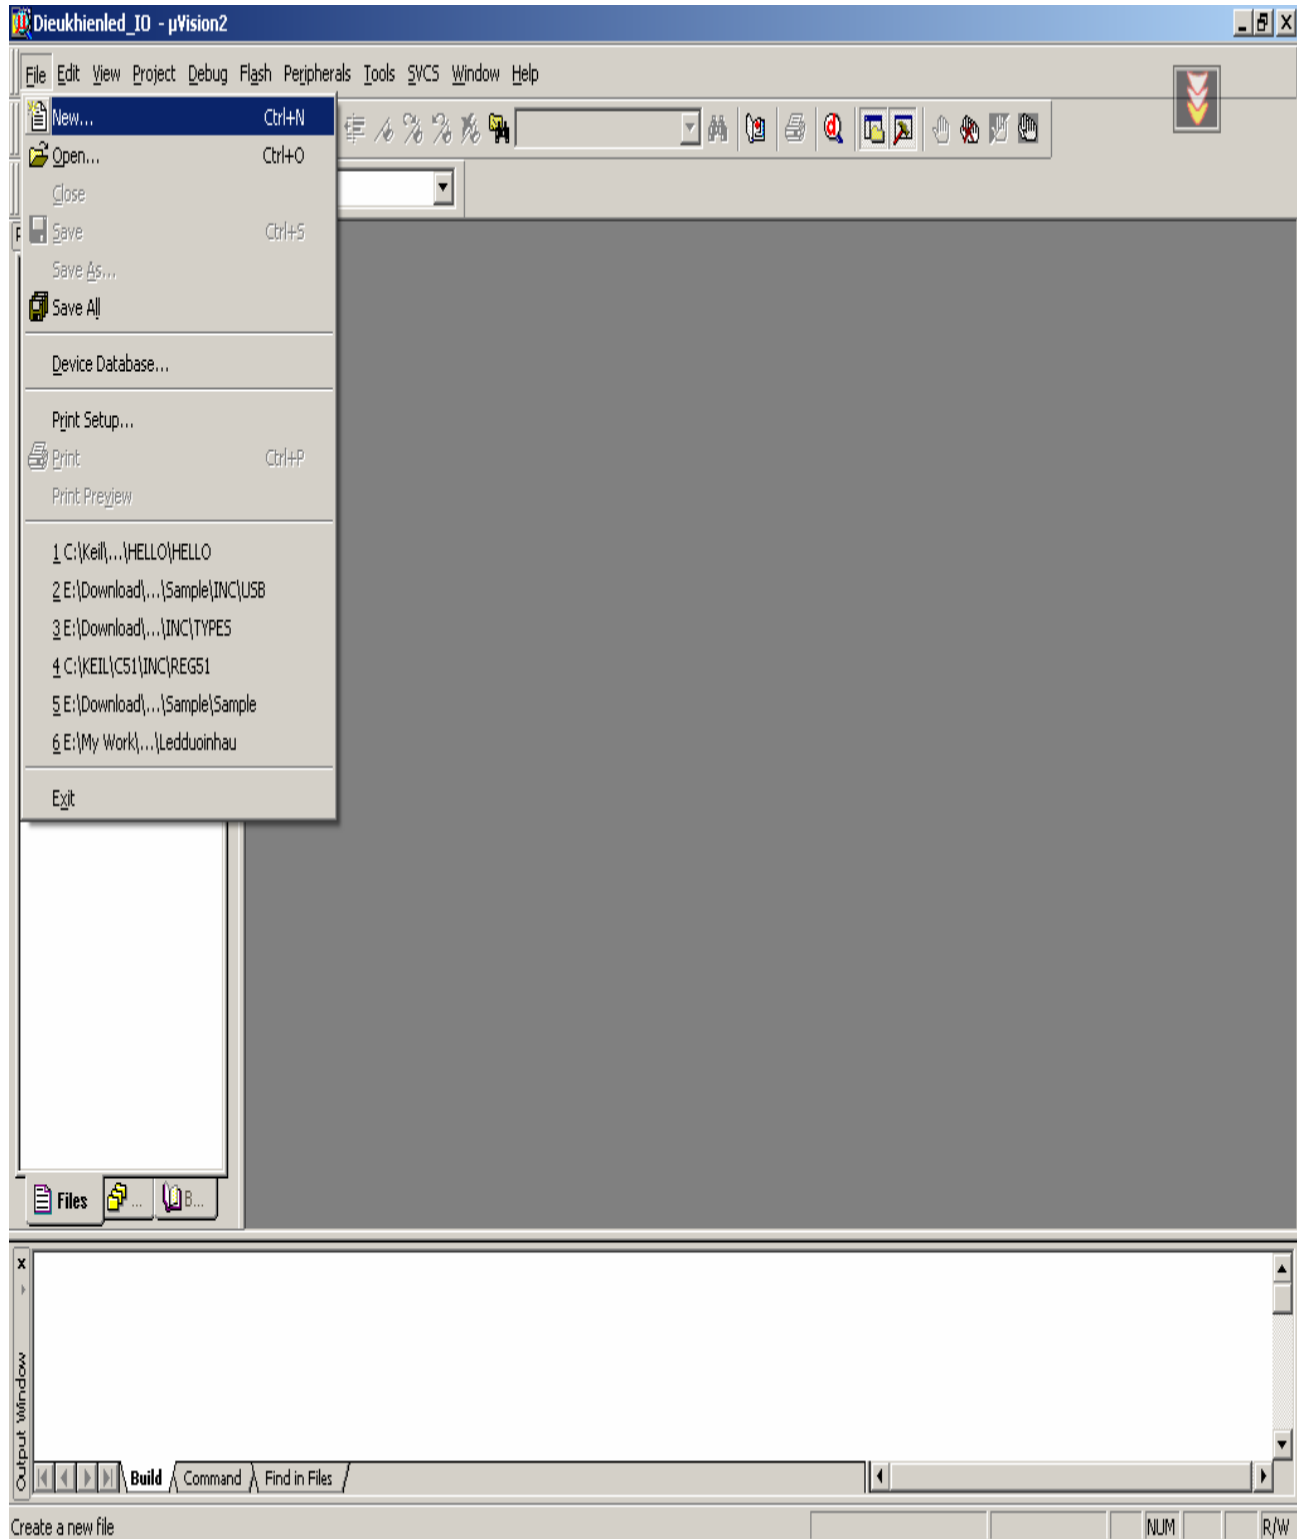 Dieukhienled_IO - µVision2
File Edit View Project Debug Flash Peripherals Tools SVCS Window Help
New... Ctrl+N
Open... Ctrl+O
Close
Save Ctrl+S
Save As...
Save All
Device Database...
Print Setup...
Print Ctrl+P
Print Preview
1 C:\Keil\...\HELLO\HELLO
2 E:\Download\...\Sample\INC\USB
3 E:\Download\...\INC\TYPES
4 C:\KEIL\C51\INC\REG51
5 E:\Download\...\Sample\Sample
6 E:\My Work\...\Ledduoinhau
Exit
Files ... B...
Output Window
Build Command Find in Files
Create a new file NUM R/W